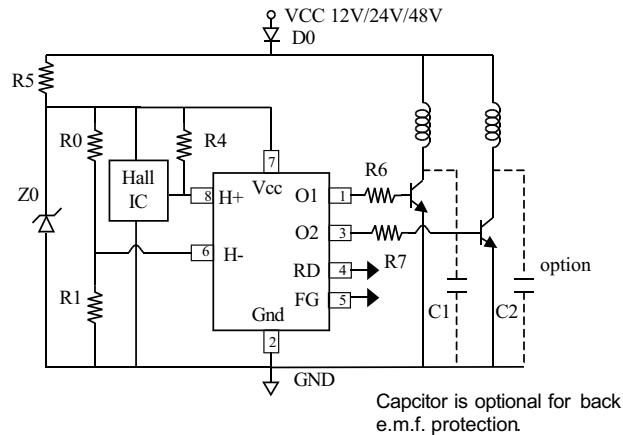 VCC 12V/24V/48V
D0
R5
R0
R4
R6
Hall
IC
Z0
7
Vcc
8
H+
O1
1
O2
3
6
H-
R7
RD
4
FG
5
option
R1
C1
C2
Gnd
2
GND
Capcitor is optional for back
e.m.f. protection.